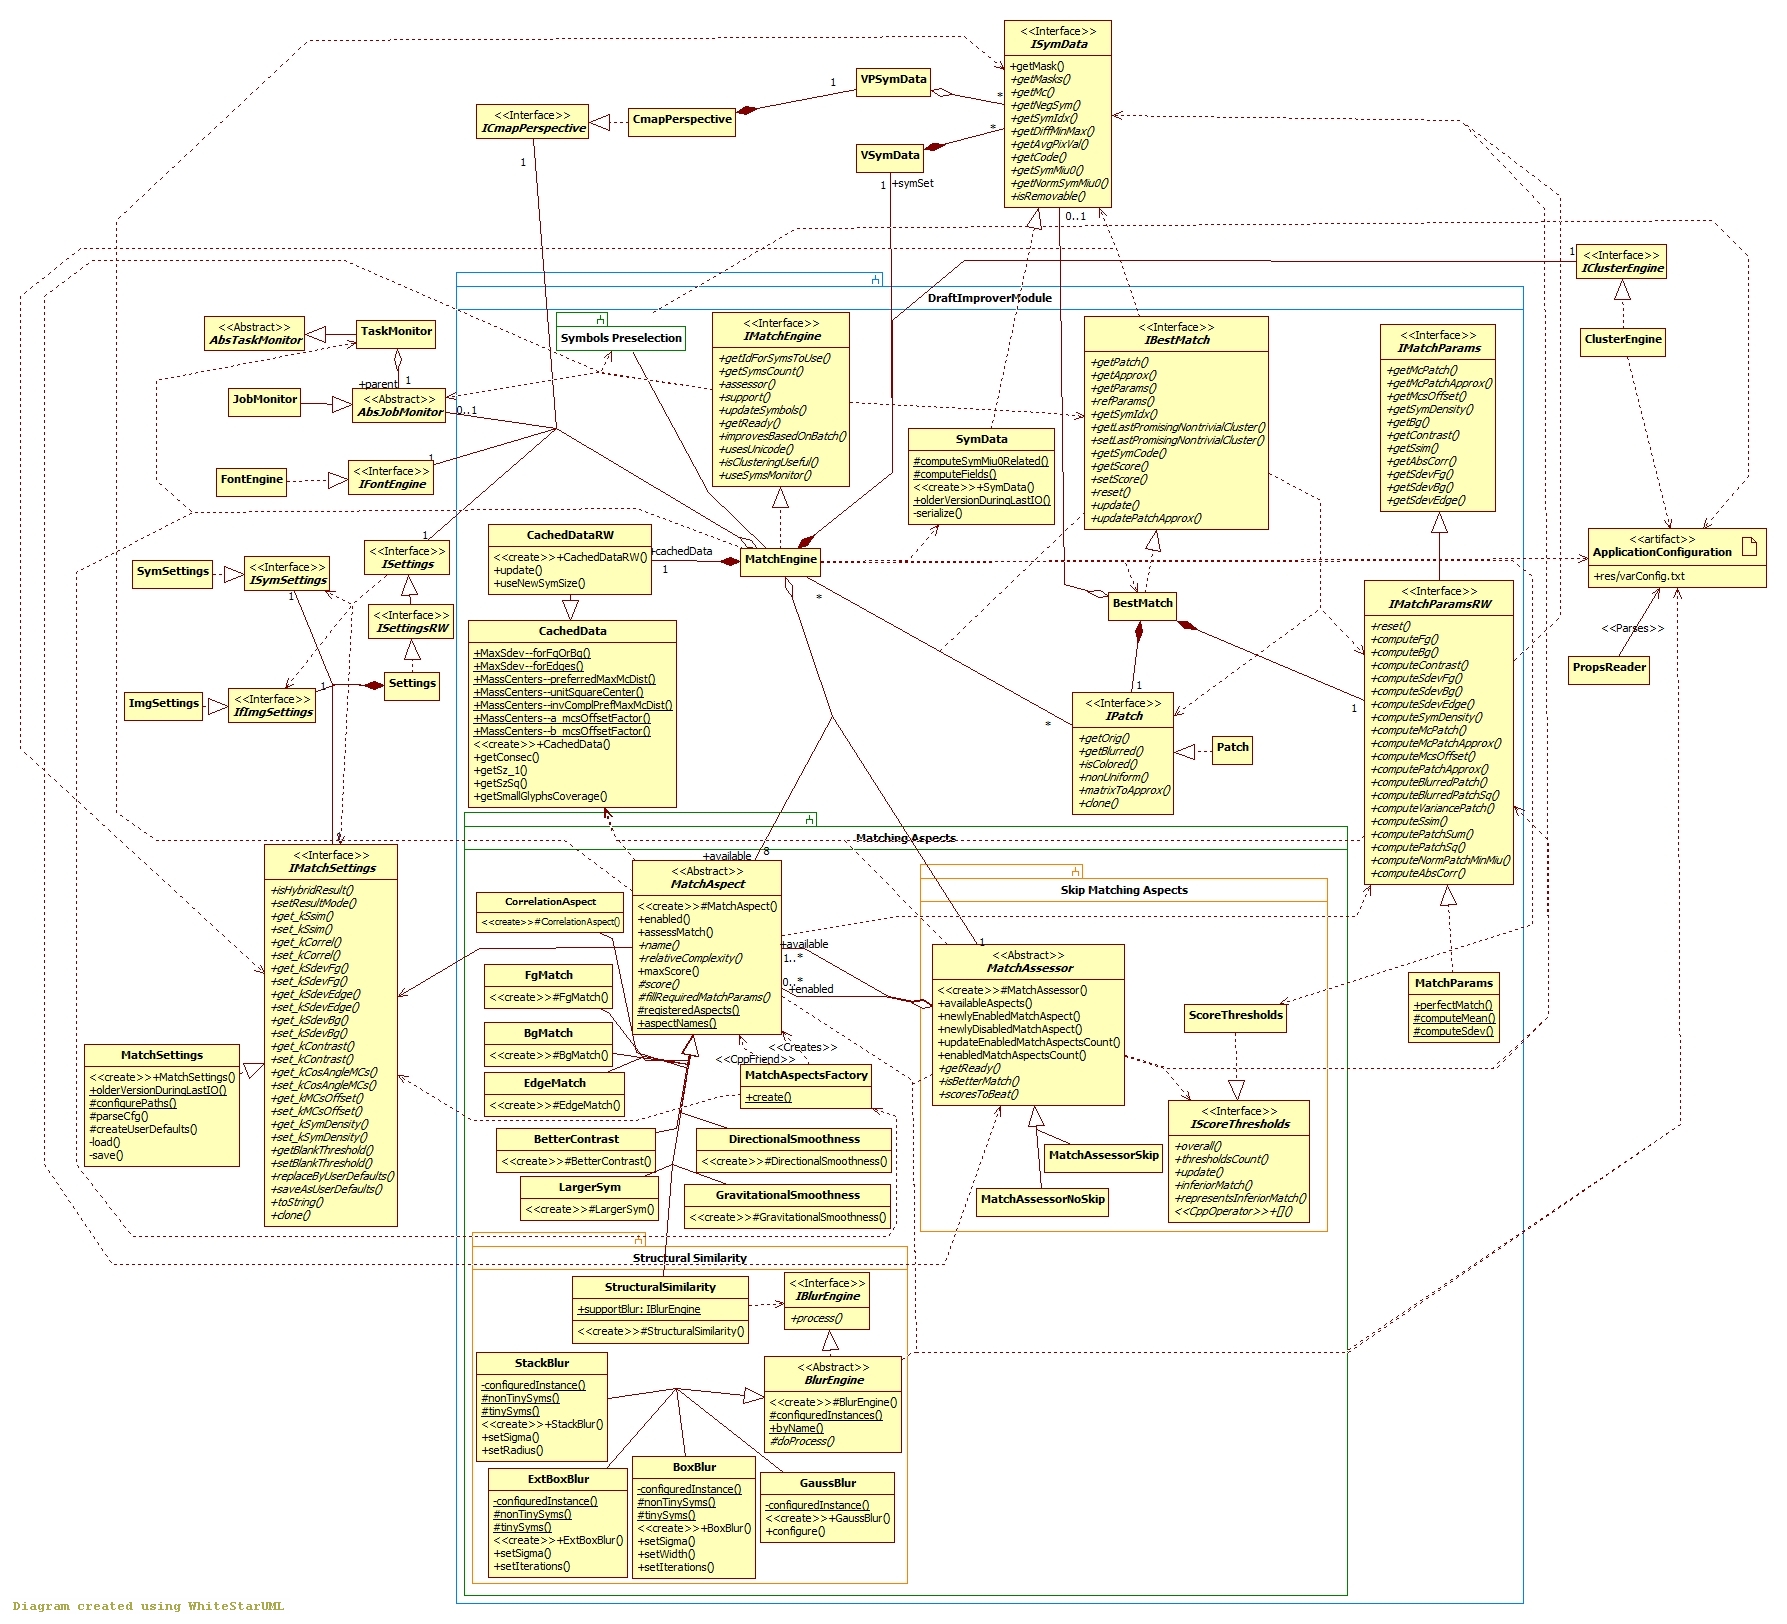 <<Interface>>
ISymData
+getMask()
+getMasks()
+getMc()
+getNegSym()
+getSymIdx()
+getDiffMinMax()
+getAvgPixVal()
+getCode()
+getSymMiu0()
+getNormSymMiu0()
+isRemovable()
VPSymData
1
*
<<Interface>>
ICmapPerspective
1
CmapPerspective
VSymData
*
1
+symSet
0..1
<<Interface>>
IClusterEngine
1
ClusterEngine
DraftImproverModule
Symbols Preselection
<<Abstract>>
AbsTaskMonitor
TaskMonitor
+parent
1
JobMonitor
<<Abstract>>
AbsJobMonitor
0..1
FontEngine
<<Interface>>
IFontEngine
1
<<Interface>>
IMatchEngine
+getIdForSymsToUse()
+getSymsCount()
+assessor()
+support()
+updateSymbols()
+getReady()
+improvesBasedOnBatch()
+usesUnicode()
+isClusteringUseful()
+useSymsMonitor()
<<Interface>>
IBestMatch
+getPatch()
+getApprox()
+getParams()
+refParams()
+getSymIdx()
+getLastPromisingNontrivialCluster()
+setLastPromisingNontrivialCluster()
+getSymCode()
+getScore()
+setScore()
+reset()
+update()
+updatePatchApprox()
<<Interface>>
IMatchParams
+getMcPatch()
+getMcPatchApprox()
+getMcsOffset()
+getSymDensity()
+getBg()
+getContrast()
+getSsim()
+getAbsCorr()
+getSdevFg()
+getSdevBg()
+getSdevEdge()
SymData
#computeSymMiu0Related()
#computeFields()
<<create>>+SymData()
+olderVersionDuringLastIO()
-serialize()
<<artifact>>
ApplicationConfiguration
+res/varConfig.txt
<<Parses>>
PropsReader
SymSettings
<<Interface>>
ISymSettings
1
<<Interface>>
ISettings
1
<<Interface>>
ISettingsRW
Settings
ImgSettings
<<Interface>>
IfImgSettings
1
CachedDataRW
<<create>>+CachedDataRW()
+update()
+useNewSymSize()
+cachedData
1
MatchEngine
*
CachedData
+MaxSdev--forFgOrBg()
+MaxSdev--forEdges()
+MassCenters--preferredMaxMcDist()
+MassCenters--unitSquareCenter()
+MassCenters--invComplPrefMaxMcDist()
+MassCenters--a_mcsOffsetFactor()
+MassCenters--b_mcsOffsetFactor()
<<create>>+CachedData()
+getConsec()
+getSz_1()
+getSzSq()
+getSmallGlyphsCoverage()
BestMatch
1
1
<<Interface>>
IPatch
*
+getOrig()
+getBlurred()
+isColored()
+nonUniform()
+matrixToApprox()
+clone()
Patch
<<Interface>>
IMatchParamsRW
+reset()
+computeFg()
+computeBg()
+computeContrast()
+computeSdevFg()
+computeSdevBg()
+computeSdevEdge()
+computeSymDensity()
+computeMcPatch()
+computeMcPatchApprox()
+computeMcsOffset()
+computePatchApprox()
+computeBlurredPatch()
+computeBlurredPatchSq()
+computeVariancePatch()
+computeSsim()
+computePatchSum()
+computePatchSq()
+computeNormPatchMinMiu()
+computeAbsCorr()
MatchParams
+perfectMatch()
#computeMean()
#computeSdev()
<<Interface>>
IMatchSettings
+isHybridResult()
+setResultMode()
+get_kSsim()
+set_kSsim()
+get_kCorrel()
+set_kCorrel()
+get_kSdevFg()
+set_kSdevFg()
+get_kSdevEdge()
+set_kSdevEdge()
+get_kSdevBg()
+set_kSdevBg()
+get_kContrast()
+set_kContrast()
+get_kCosAngleMCs()
+set_kCosAngleMCs()
+get_kMCsOffset()
+set_kMCsOffset()
+get_kSymDensity()
+set_kSymDensity()
+getBlankThreshold()
+setBlankThreshold()
+replaceByUserDefaults()
+saveAsUserDefaults()
+toString()
+clone()
MatchSettings
<<create>>+MatchSettings()
+olderVersionDuringLastIO()
#configurePaths()
#parseCfg()
#createUserDefaults()
-load()
-save()
Matching Aspects
+available
8
<<Abstract>>
MatchAspect
<<create>>#MatchAspect()
+enabled()
+assessMatch()
+name()
+relativeComplexity()
+maxScore()
#score()
#fillRequiredMatchParams()
#registeredAspects()
+aspectNames()
+available
1..*
0..*
+enabled
CorrelationAspect
<<create>>#CorrelationAspect()
FgMatch
<<create>>#FgMatch()
BgMatch
<<create>>#BgMatch()
EdgeMatch
<<create>>#EdgeMatch()
BetterContrast
<<create>>#BetterContrast()
LargerSym
<<create>>#LargerSym()
<<Creates>>
<<CppFriend>>
MatchAspectsFactory
+create()
DirectionalSmoothness
<<create>>#DirectionalSmoothness()
GravitationalSmoothness
<<create>>#GravitationalSmoothness()
Skip Matching Aspects
1
<<Abstract>>
MatchAssessor
<<create>>#MatchAssessor()
+availableAspects()
+newlyEnabledMatchAspect()
+newlyDisabledMatchAspect()
+updateEnabledMatchAspectsCount()
+enabledMatchAspectsCount()
+getReady()
+isBetterMatch()
+scoresToBeat()
ScoreThresholds
MatchAssessorSkip
MatchAssessorNoSkip
<<Interface>>
IScoreThresholds
+overall()
+thresholdsCount()
+update()
+inferiorMatch()
+representsInferiorMatch()
<<CppOperator>>+[]()
Structural Similarity
StructuralSimilarity
+supportBlur: IBlurEngine
<<create>>#StructuralSimilarity()
<<Interface>>
IBlurEngine
+process()
<<Abstract>>
BlurEngine
<<create>>#BlurEngine()
#configuredInstances()
+byName()
#doProcess()
StackBlur
-configuredInstance()
#nonTinySyms()
#tinySyms()
<<create>>+StackBlur()
+setSigma()
+setRadius()
ExtBoxBlur
-configuredInstance()
#nonTinySyms()
#tinySyms()
<<create>>+ExtBoxBlur()
+setSigma()
+setIterations()
BoxBlur
-configuredInstance()
#nonTinySyms()
#tinySyms()
<<create>>+BoxBlur()
+setSigma()
+setWidth()
+setIterations()
GaussBlur
-configuredInstance()
<<create>>+GaussBlur()
+configure()
Diagram created using WhiteStarUML